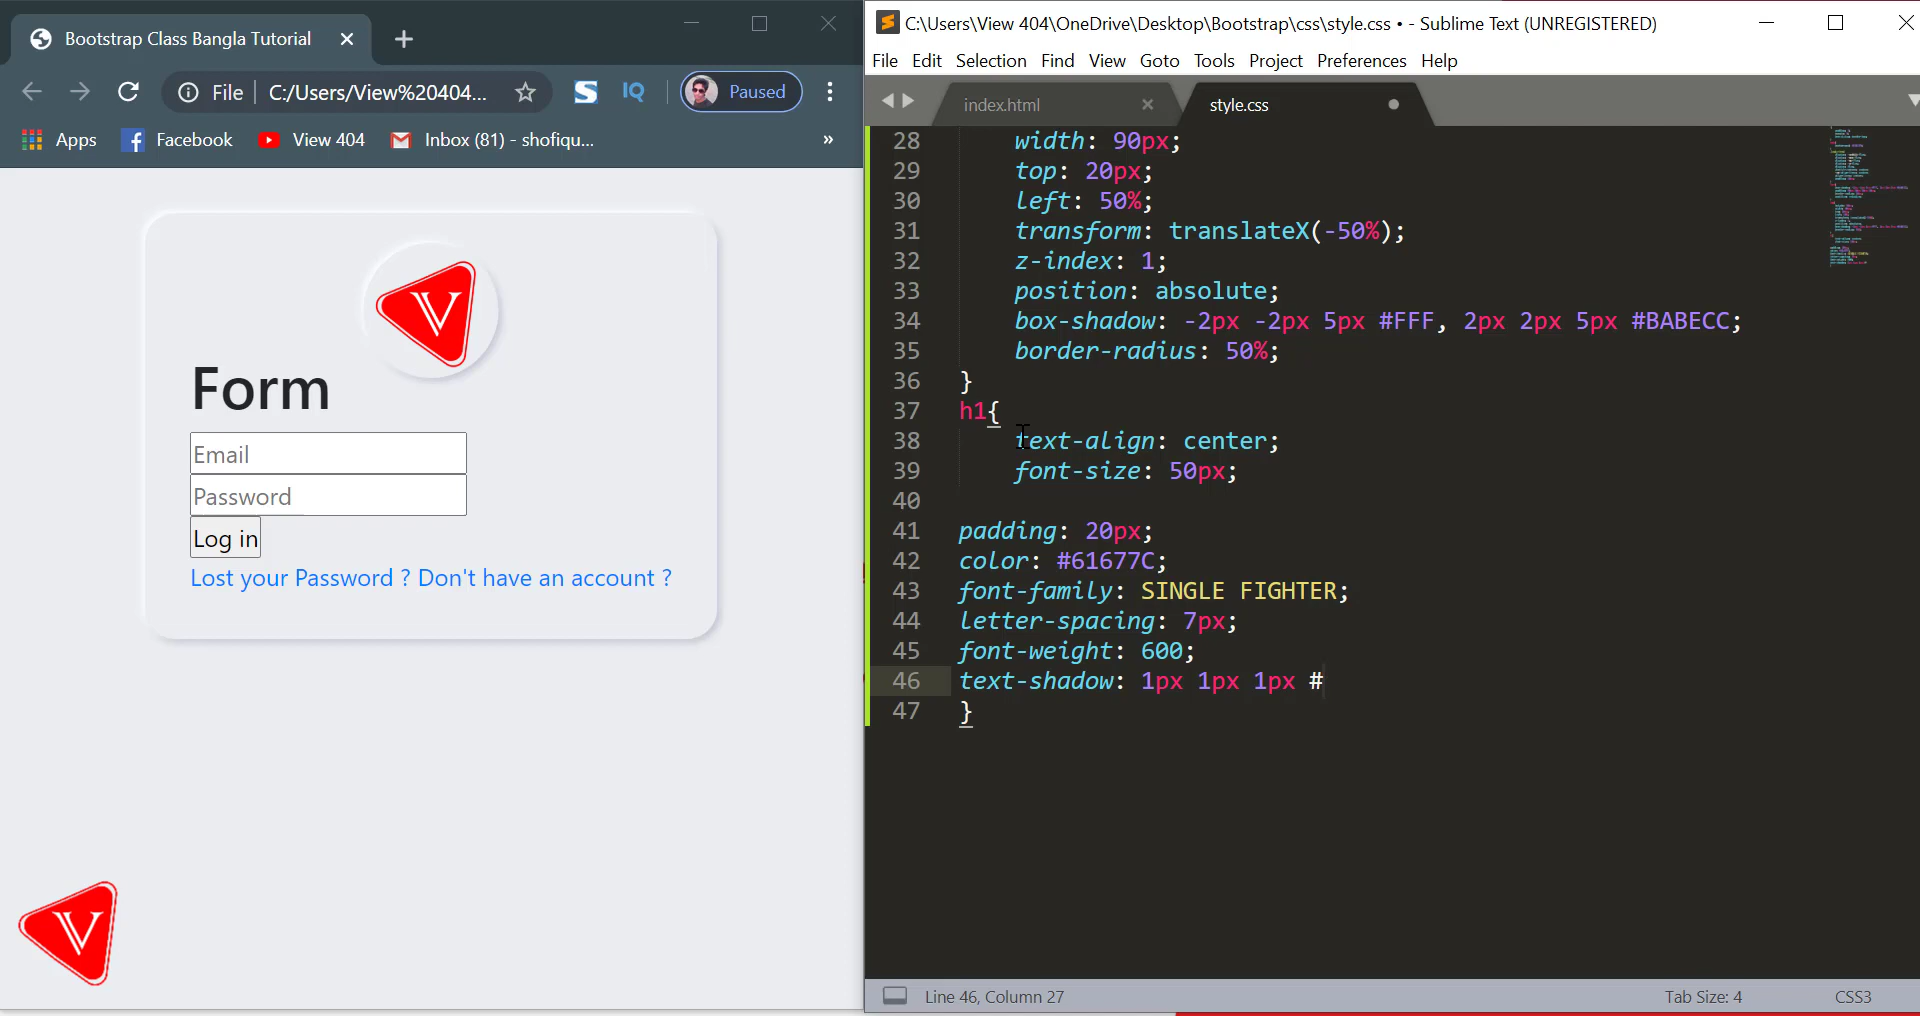 Bootstrap Class Bangla Tutorial
File
C:/Users/View%20404...
IQ
Paused
Apps
Facebook
View 404
Inbox (81) - shofiqu...
»
V
Form
Email
Password
Log in
Lost your Password ? Don't have an account ?
V
C:\Users\View 404\OneDrive\Desktop\Bootstrap\css\style.css • - Sublime Text (UNREGISTERED)
File Edit Selection Find View Goto Tools Project Preferences Help
index.html
style.css
28 width: 90px;
29 top: 20px;
30 left: 50%;
31 transform: translateX(-50%);
32 z-index: 1;
33 position: absolute;
34 box-shadow: -2px -2px 5px #FFF, 2px 2px 5px #BABECC;
35 border-radius: 50%;
36 }
37 h1{
38 text-align: center;
39 font-size: 50px;
40
41 padding: 20px;
42 color: #61677C;
43 font-family: SINGLE FIGHTER;
44 letter-spacing: 7px;
45 font-weight: 600;
46 text-shadow: 1px 1px 1px #
47 }
Line 46, Column 27
Tab Size: 4
CSS3